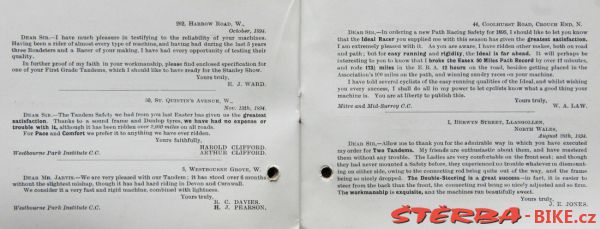 202, HARROW ROAD, W.,
October, 1894.
DEAR SIR,—I have much pleasure in testifying to the reliability of your machines.
Having been a rider of almost every type of machine, and having had during the last 5 years
three Roadsters and a Racer of your making, I have had every opportunity of testing their
quality.
In further proof of my faith in your workmanship, please find enclosed specification for
one of your First Grade Tandems, which I should like to have ready for the Stanley Show.
Yours truly,
H. J. WARD.
50, ST. QUINTIN'S AVENUE, W.,
Nov. 13th, 1894.
DEAR SIR,—The Tandem Safety we had from you last Easter has given us the greatest
satisfaction. Thanks to a sound frame and Dunlop Tyres, we have had no expense or
trouble with it, although it has been ridden over 2,000 miles on all roads.
For Pace and Comfort we prefer it to anything we have ever ridden.
Yours faithfully,
HAROLD CLIFFORD.
Westbourne Park Institute C.C. ARTHUR CLIFFORD.
5, WESTBOURNE GROVE, W.
DEAR MR. JARVIS,—We are very pleased with our Tandem; it has stood over 6 months
without the slightest mishap, though it has had hard riding in Devon and Cornwall.
We consider it a very fast and rigid machine, combined with lightness.
Yours truly,
R. C. DAVIES.
Westbourne Park Institute C.C. H. J. PEARSON.
44, COOLHURST ROAD, CROUCH END, N.
DEAR SIR,—In ordering a new Path Racing Safety for 1895, I should like to let you know
that the Ideal Racer you supplied me with this season has given the greatest satisfaction.
I am extremely pleased with it. As you are aware, I have ridden other makes, both on road
and path; but for easy running and rigidity, the Ideal is far ahead. It will perhaps be
interesting to you to know that I broke the Essex 50 Miles Path Record by over 17 minutes,
and rode 173½ miles in the E. R. A. 12 hours on the road, besides getting placed in the
Association's 100 miles on the path, and winning sundry races on your machine.
I have told several cyclists of the easy-running qualities of the Ideal, and whilst wishing
you every success, I shall do all in my power to let cyclists know what a good thing your
machine is. You are at liberty to publish this.
Yours truly,
Mitre and Mid-Surrey C.C. W. A. LAW.
1, BERWYN STREET, LLANGOLLEN,
NORTH WALES,
August 28th, 1894.
DEAR SIR,—Allow me to thank you for the admirable way in which you have executed
my order for Two Tandems. My friends are enthusiastic about them, and have mastered
them without any trouble. The Ladies are very comfortable on the front seat; and though
they had never mounted a Safety before, they experienced no trouble whatever in dismount-
ing on either side, owing to the connecting rod being quite out of the way, and the frame
being so nicely dropped. The Double-Steering is a great success—in fact, it is easier to
steer from the back than the front, the connecting rod being so nicely adjusted and so firm.
The workmanship is exquisite, and the machines run beautifully sweet.
Yours truly,
J. E. JONES.
ŠTĚRBA-BIKE.cz